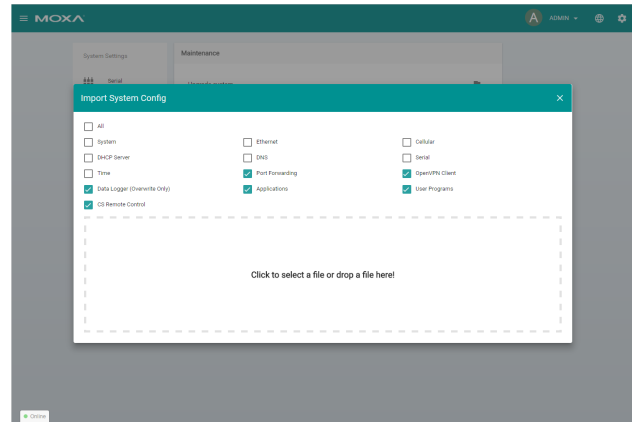 MOXA
A ADMIN
System Settings
Maintenance
Serial
Upgrade system
Import System Config
All
System Ethernet Cellular
DHCP Server DNS Serial
Time Port Forwarding OpenVPN Client
Data Logger (Overwrite Only) Applications User Programs
CS Remote Control
Click to select a file or drop a file here!
Online